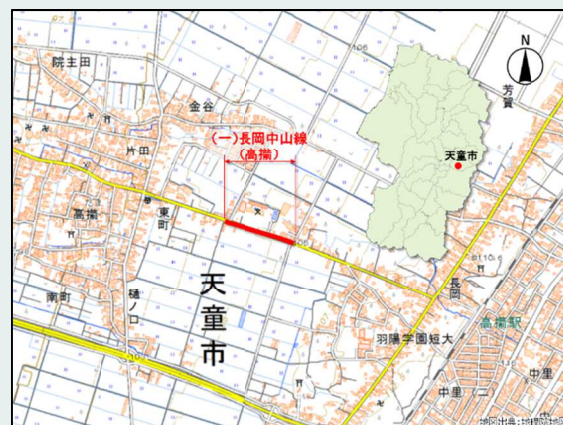 院主田
金谷
片田
高擶
東町
南町
樋ノ口
(一)長岡中山線
(高擶)
天童市
N
芳賀
天童市
長岡
羽陽学園短大
高擶駅
中里
中里